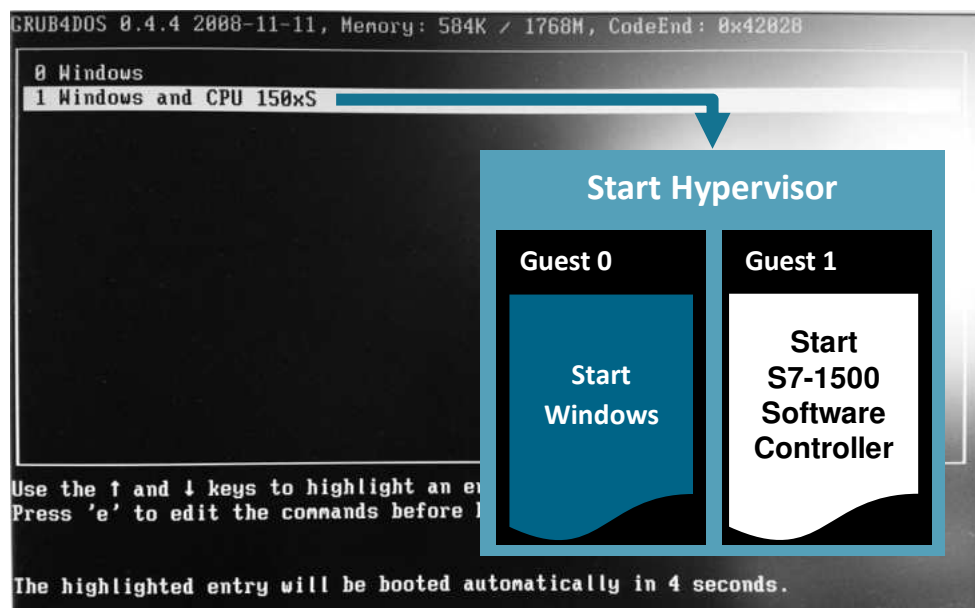 GRUB4DOS 0.4.4 2008-11-11, Memory: 584K / 1768M, CodeEnd: 0x42028
0 Windows
1 Windows and CPU 150xS
Start Hypervisor
Guest 0
Guest 1
Start
Windows
Start
S7-1500
Software
Controller
Use the ↑ and ↓ keys to highlight an
Press 'e' to edit the commands before
The highlighted entry will be booted automatically in 4 seconds.